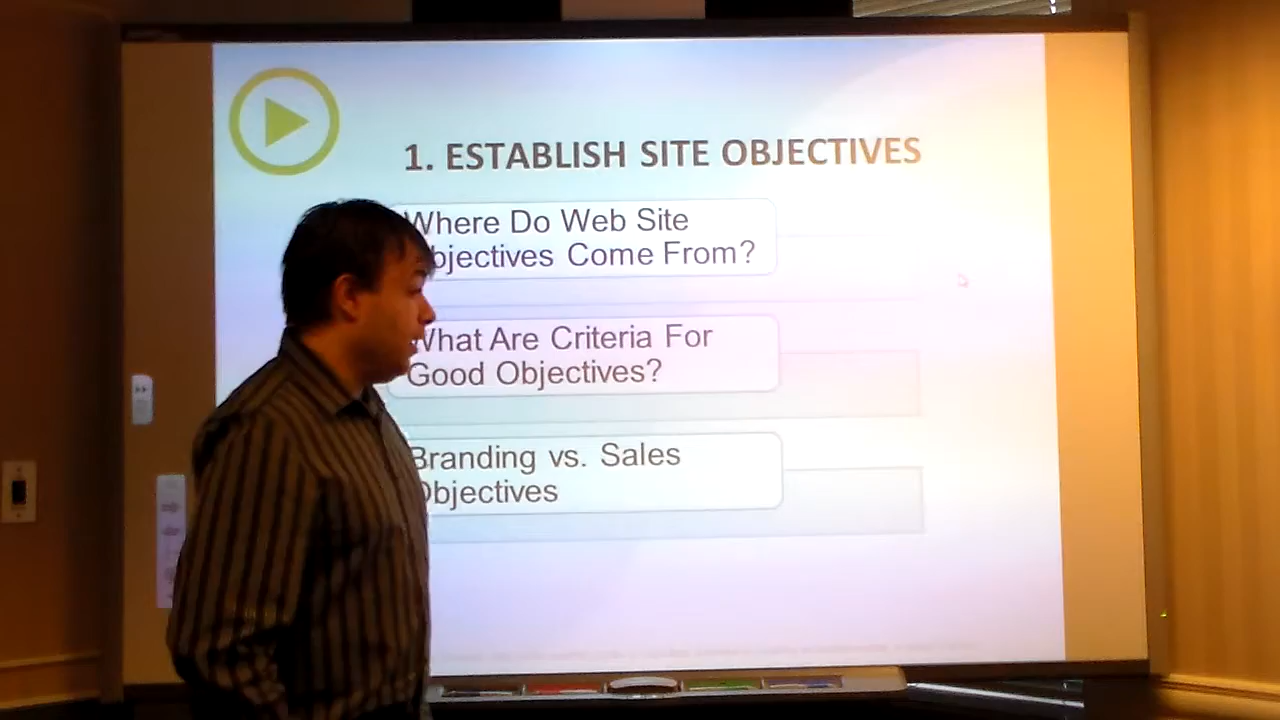 1. ESTABLISH SITE OBJECTIVES
Where Do Web Site
Objectives Come From?
What Are Criteria For
Good Objectives?
Branding vs. Sales
Objectives